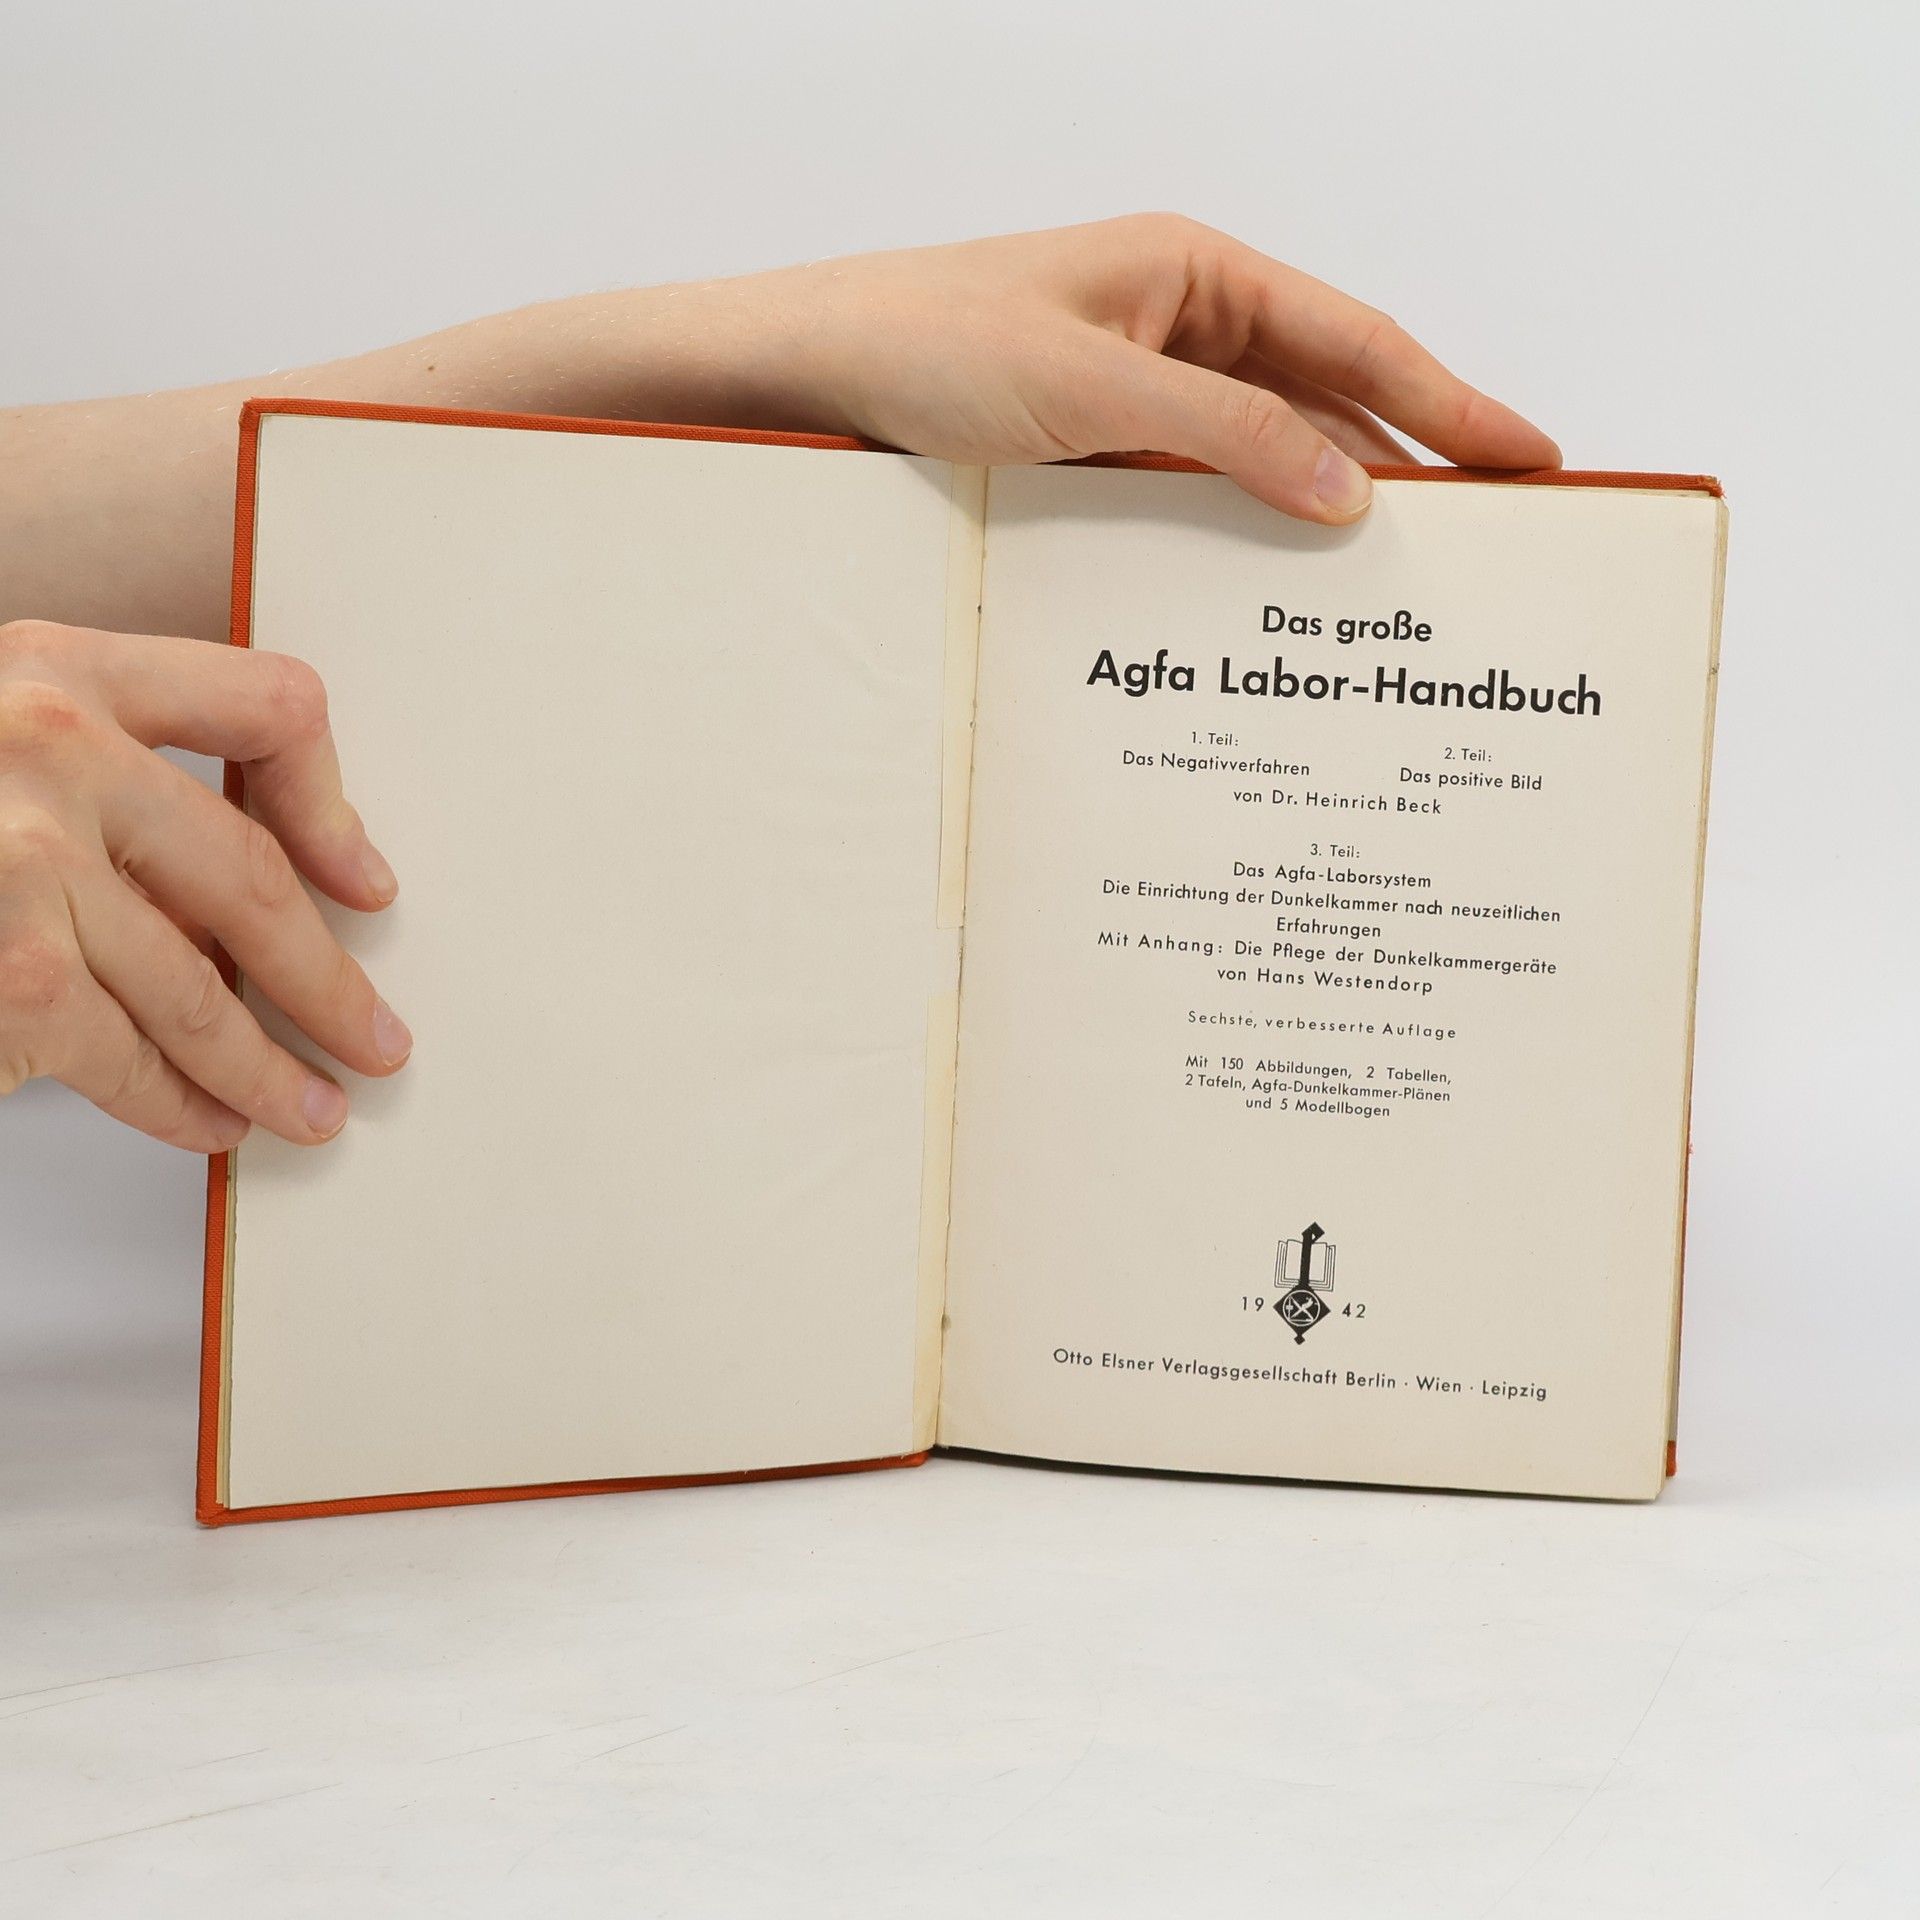 Das große
Agfa Labor-Handbuch
1. Teil:
Das Negativverfahren
2. Teil:
Das positive Bild
von Dr. Heinrich Beck
3. Teil:
Das Agfa-Laborsystem
Die Einrichtung der Dunkelkammer nach neuzeitlichen
Erfahrungen
Mit Anhang: Die Pflege der Dunkelkammergeräte
von Hans Westendorp
Sechste, verbesserte Auflage
Mit 150 Abbildungen, 2 Tabellen,
2 Tafeln, Agfa-Dunkelkammer-Plänen
und 5 Modellbogen
19 42
Otto Elsner Verlagsgesellschaft Berlin · Wien · Leipzig